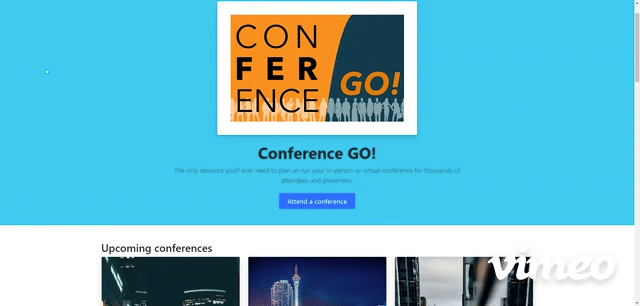 CON
FER
ENCE
GO!
Conference GO!
The only resource you'll ever need to plan an run your in-person or virtual conference for thousands of
attendees and presenters.
Attend a conference
Upcoming conferences
vimeo